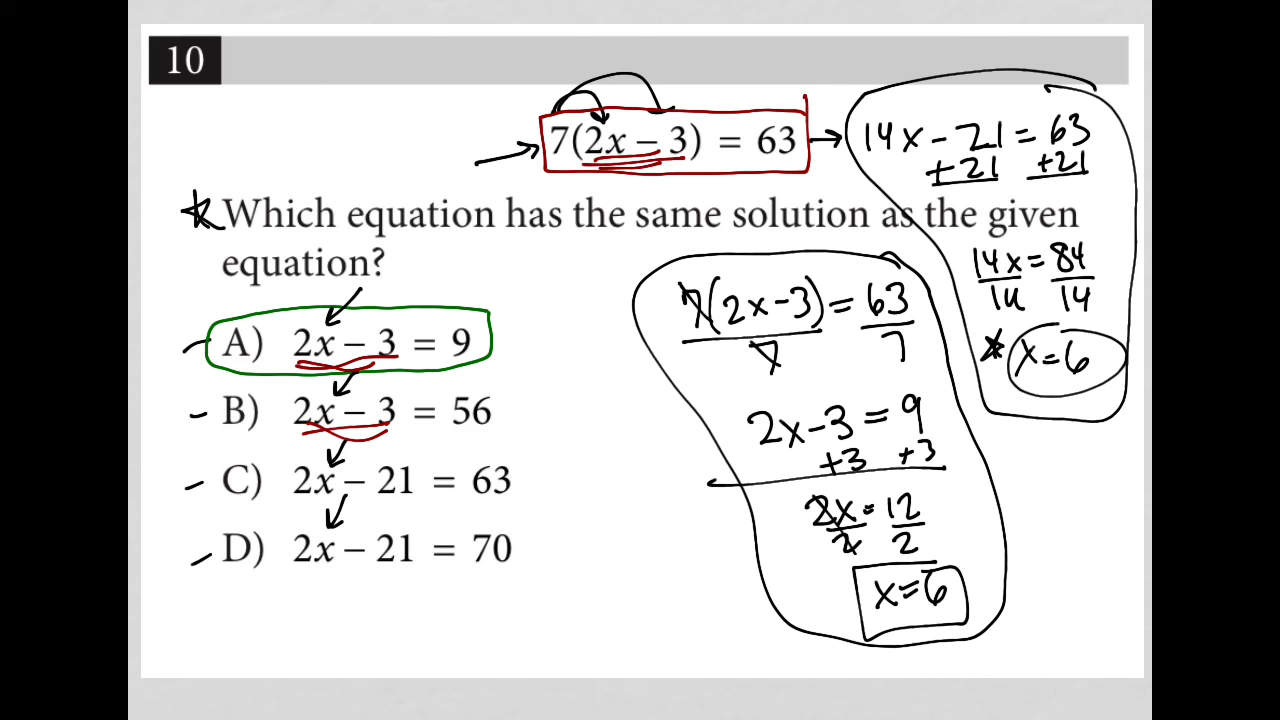 10
7(2x − 3) = 63
Which equation has the same solution as the given
equation?
A) 2x − 3 = 9
B) 2x − 3 = 56
C) 2x − 21 = 63
D) 2x − 21 = 70
14x − 21 = 63
+21 +21
14x = 84
14 14
x = 6
7(2x − 3) = 63
7 7
2x − 3 = 9
+3 +3
2x = 12
2 2
x = 6